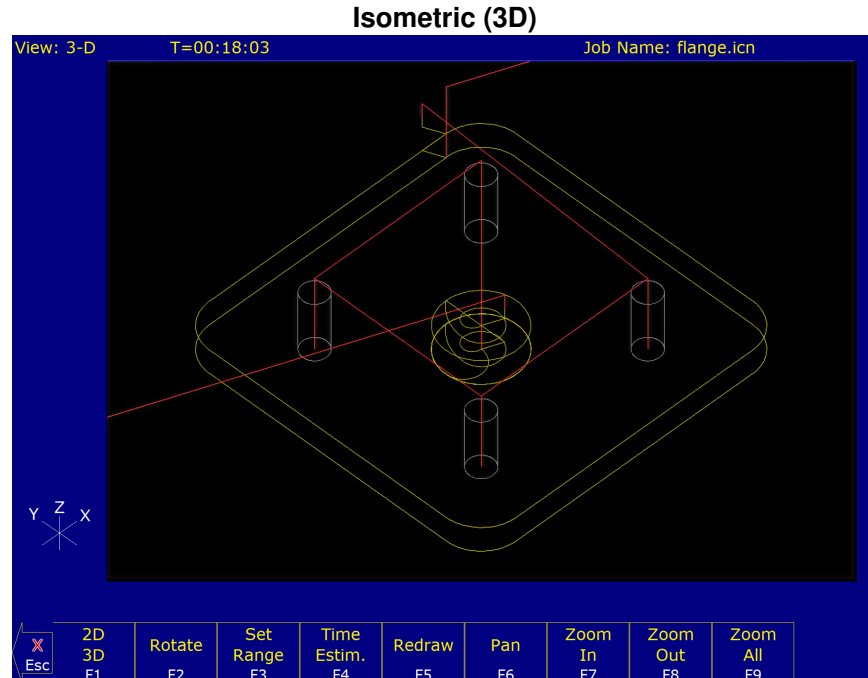 Isometric (3D)
View: 3-D T=00:18:03 Job Name: flange.icn
Y Z X
X
Esc
2D
3D
F1
Rotate
F2
Set
Range
F3
Time
Estim.
F4
Redraw
F5
Pan
F6
Zoom
In
F7
Zoom
Out
F8
Zoom
All
F9